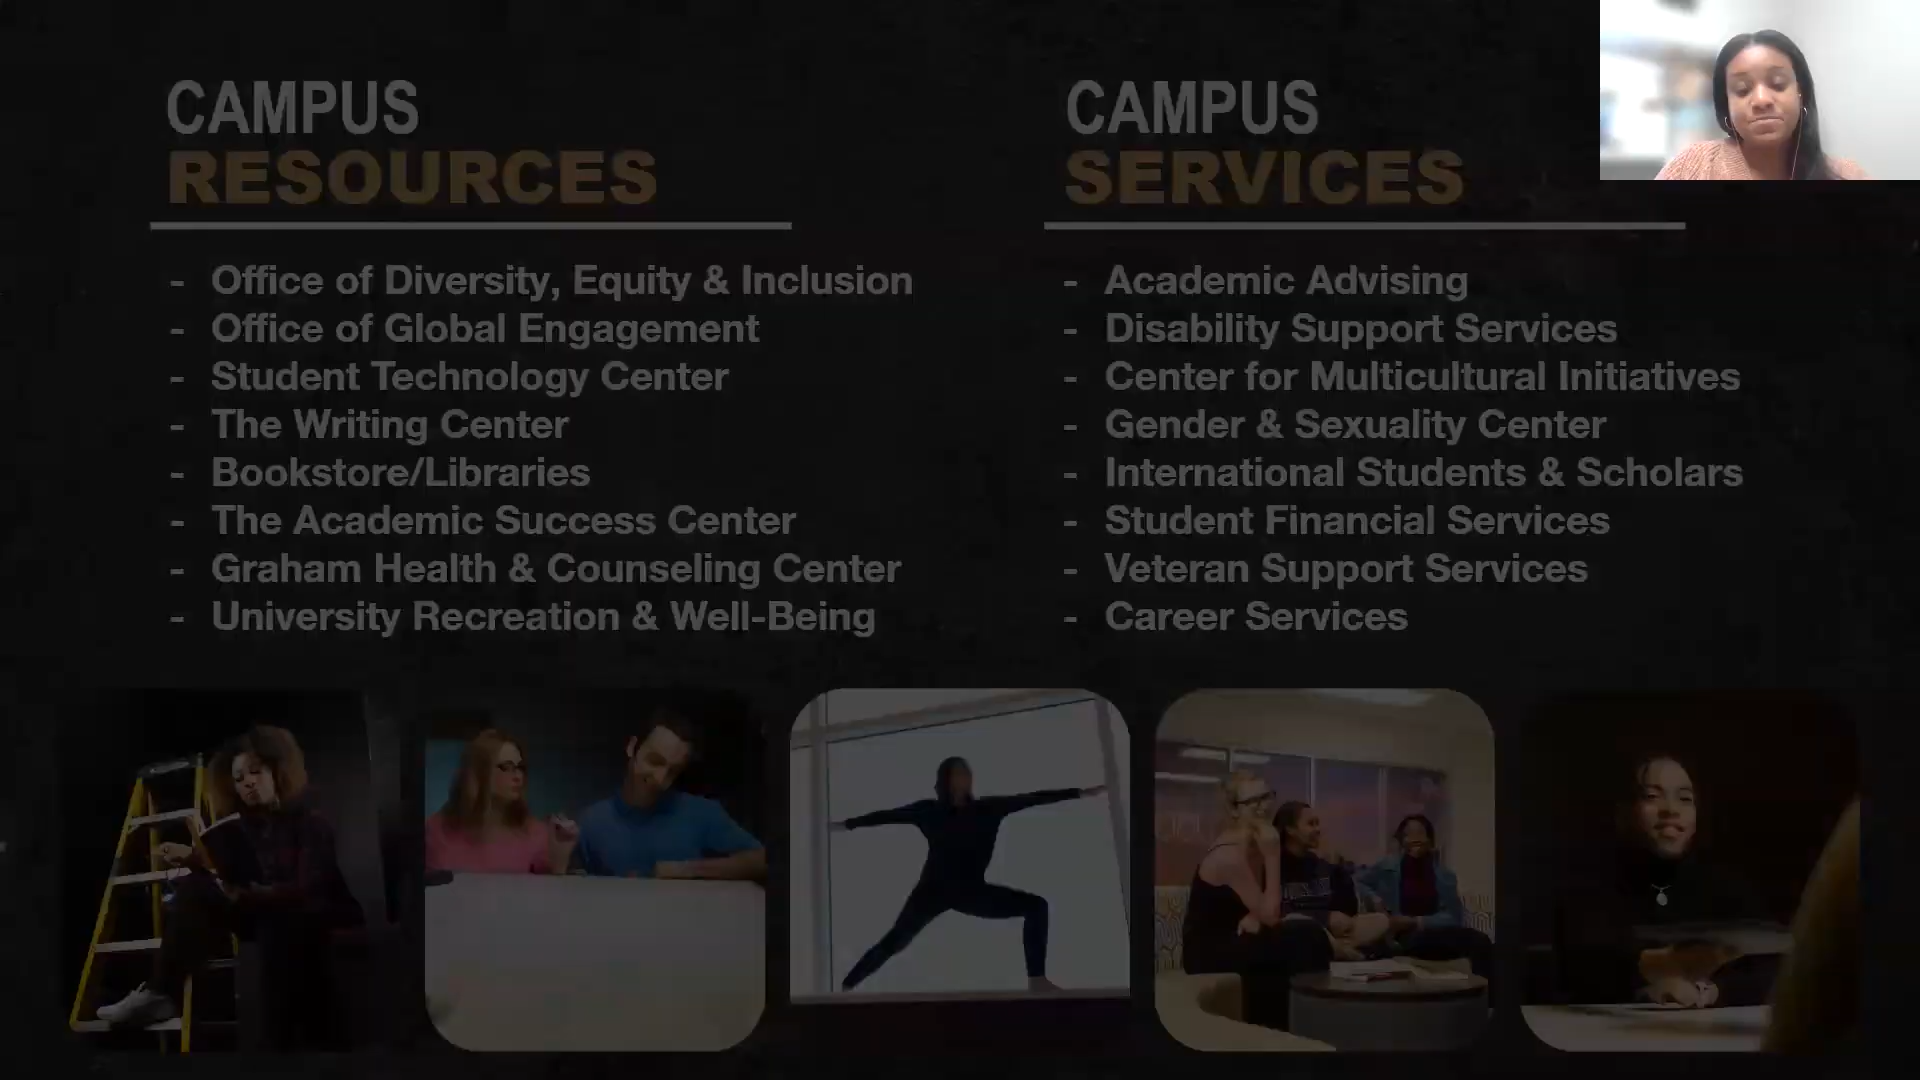 CAMPUS
RESOURCES
- Office of Diversity, Equity & Inclusion
- Office of Global Engagement
- Student Technology Center
- The Writing Center
- Bookstore/Libraries
- The Academic Success Center
- Graham Health & Counseling Center
- University Recreation & Well-Being
CAMPUS
SERVICES
- Academic Advising
- Disability Support Services
- Center for Multicultural Initiatives
- Gender & Sexuality Center
- International Students & Scholars
- Student Financial Services
- Veteran Support Services
- Career Services